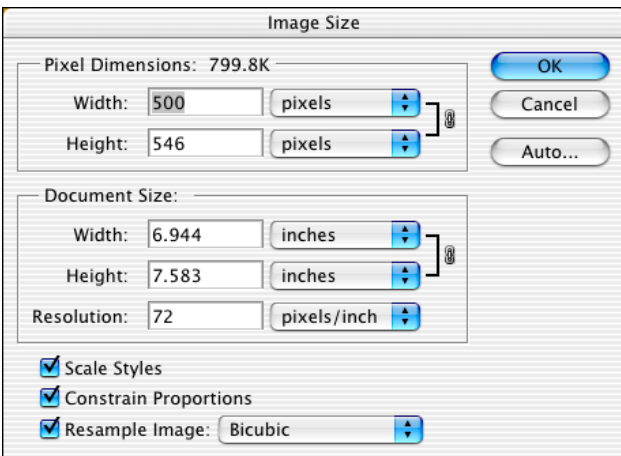 Image Size
Pixel Dimensions: 799.8K
OK
Width: 500 pixels
Cancel
Height: 546 pixels
Auto...
Document Size:
Width: 6.944 inches
Height: 7.583 inches
Resolution: 72 pixels/inch
Scale Styles
Constrain Proportions
Resample Image: Bicubic